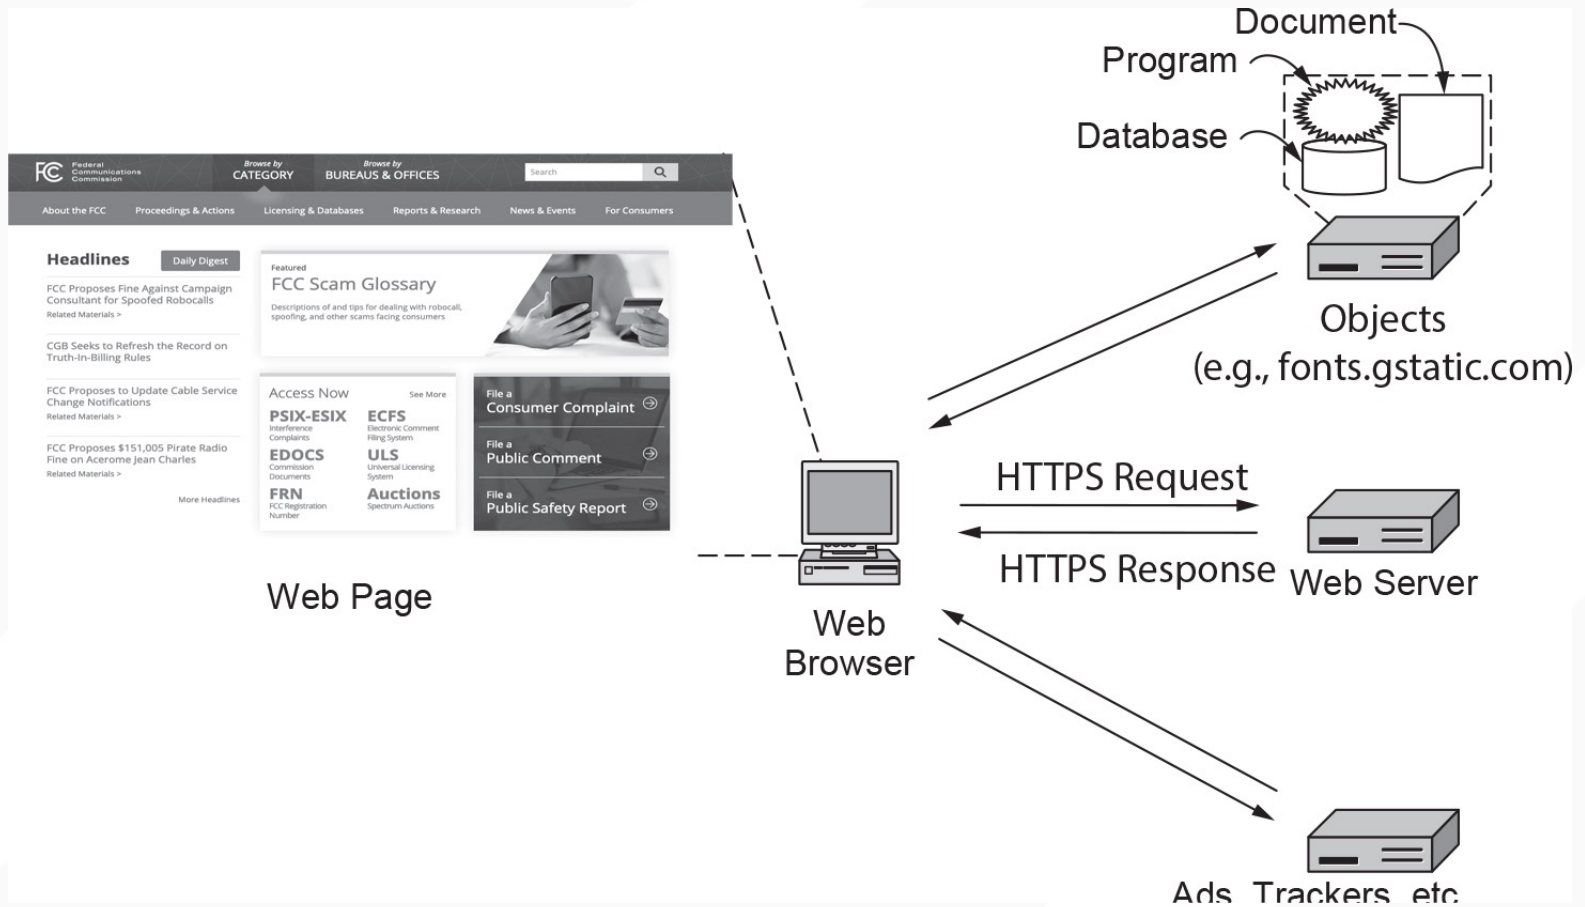 Document
Program
Database
FCC Federal
Communications
Commission
Browse by
CATEGORY
Browse by
BUREAUS & OFFICES
Search
About the FCC Proceedings & Actions Licensing & Databases Reports & Research News & Events For Consumers
Headlines
Daily Digest
FCC Proposes Fine Against Campaign
Consultant for Spoofed Robocalls
Related Materials >
CGB Seeks to Refresh the Record on
Truth-In-Billing Rules
FCC Proposes to Update Cable Service
Change Notifications
Related Materials >
FCC Proposes $151,005 Pirate Radio
Fine on Acerome Jean Charles
Related Materials >
More Headlines
Featured
FCC Scam Glossary
Descriptions of and tips for dealing with robocall,
spoofing, and other scams facing consumers
Access Now
See More
PSIX-ESIX
Interference
Complaints
ECFS
Electronic Comment
Filing System
EDOCS
Commission
Documents
ULS
Universal Licensing
System
FRN
FCC Registration
Number
Auctions
Spectrum Auctions
File a
Consumer Complaint
File a
Public Comment
File a
Public Safety Report
Web Page
Web
Browser
Objects
(e.g., fonts.gstatic.com)
HTTPS Request
HTTPS Response
Web Server
Ads, Trackers, etc